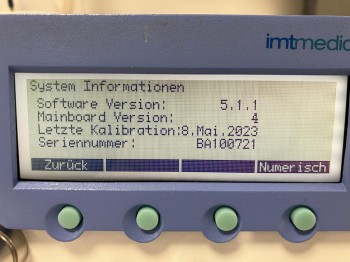 imtmedic
System Informationen
Software Version: 5.1.1
Mainboard Version: 4
Letzte Kalibration:8.Mai.2023
Seriennummer: BA100721
Zurück Numerisch